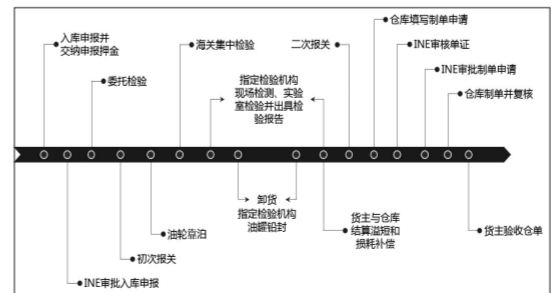 入库申报并
交纳申报押金
委托检验
海关集中检验
指定检验机构
现场检测、实验
室检验并出具检
验报告
二次报关
仓库填写制单申请
INE审核单证
INE审批制单申请
仓库制单并复核
INE审批入库申报
初次报关
油轮靠泊
卸货
指定检验机构
油罐铅封
货主与仓库
结算溢短和
损耗补偿
货主验收仓单